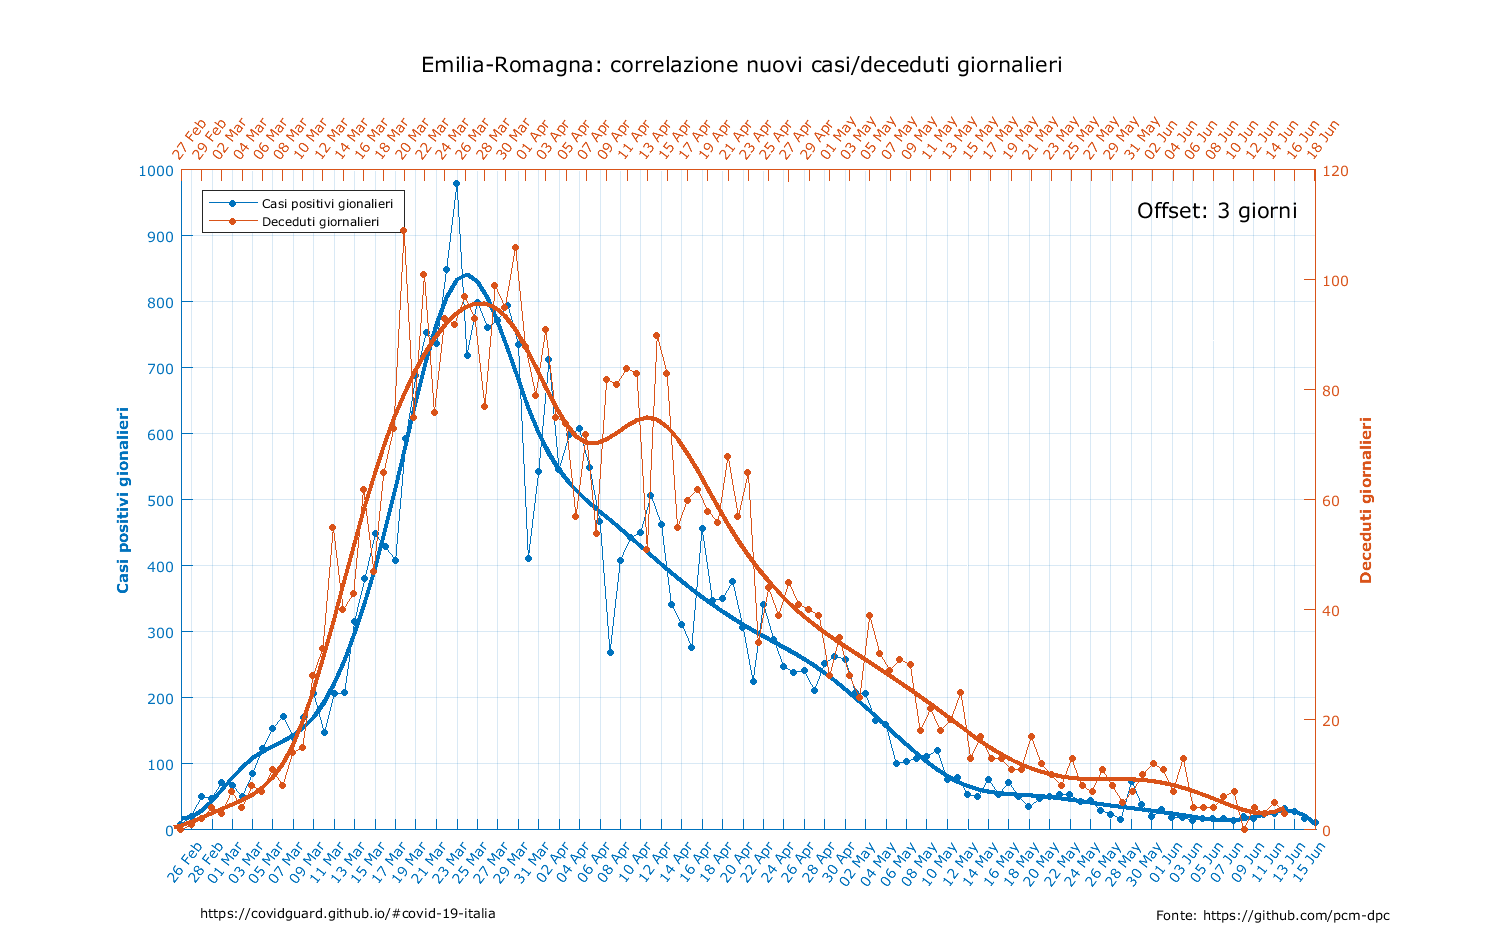 Emilia-Romagna: correlazione nuovi casi/deceduti giornalieri
27 Feb
29 Feb
02 Mar
04 Mar
06 Mar
08 Mar
10 Mar
12 Mar
14 Mar
16 Mar
18 Mar
20 Mar
22 Mar
24 Mar
26 Mar
28 Mar
30 Mar
01 Apr
03 Apr
05 Apr
07 Apr
09 Apr
11 Apr
13 Apr
15 Apr
17 Apr
19 Apr
21 Apr
23 Apr
25 Apr
27 Apr
29 Apr
01 May
03 May
05 May
07 May
09 May
11 May
13 May
15 May
17 May
19 May
21 May
23 May
25 May
27 May
29 May
31 May
02 Jun
04 Jun
06 Jun
08 Jun
10 Jun
12 Jun
14 Jun
16 Jun
18 Jun
Casi positivi gionalieri
Deceduti giornalieri
Offset: 3 giorni
1000
900
800
700
600
500
400
300
200
100
0
Casi positivi gionalieri
120
100
80
60
40
20
0
Deceduti giornalieri
26 Feb
28 Feb
01 Mar
03 Mar
05 Mar
07 Mar
09 Mar
11 Mar
13 Mar
15 Mar
17 Mar
19 Mar
21 Mar
23 Mar
25 Mar
27 Mar
29 Mar
31 Mar
02 Apr
04 Apr
06 Apr
08 Apr
10 Apr
12 Apr
14 Apr
16 Apr
18 Apr
20 Apr
22 Apr
24 Apr
26 Apr
28 Apr
30 Apr
02 May
04 May
06 May
08 May
10 May
12 May
14 May
16 May
18 May
20 May
22 May
24 May
26 May
28 May
30 May
01 Jun
03 Jun
05 Jun
07 Jun
09 Jun
11 Jun
13 Jun
15 Jun
https://covidguard.github.io/#covid-19-italia
Fonte: https://github.com/pcm-dpc